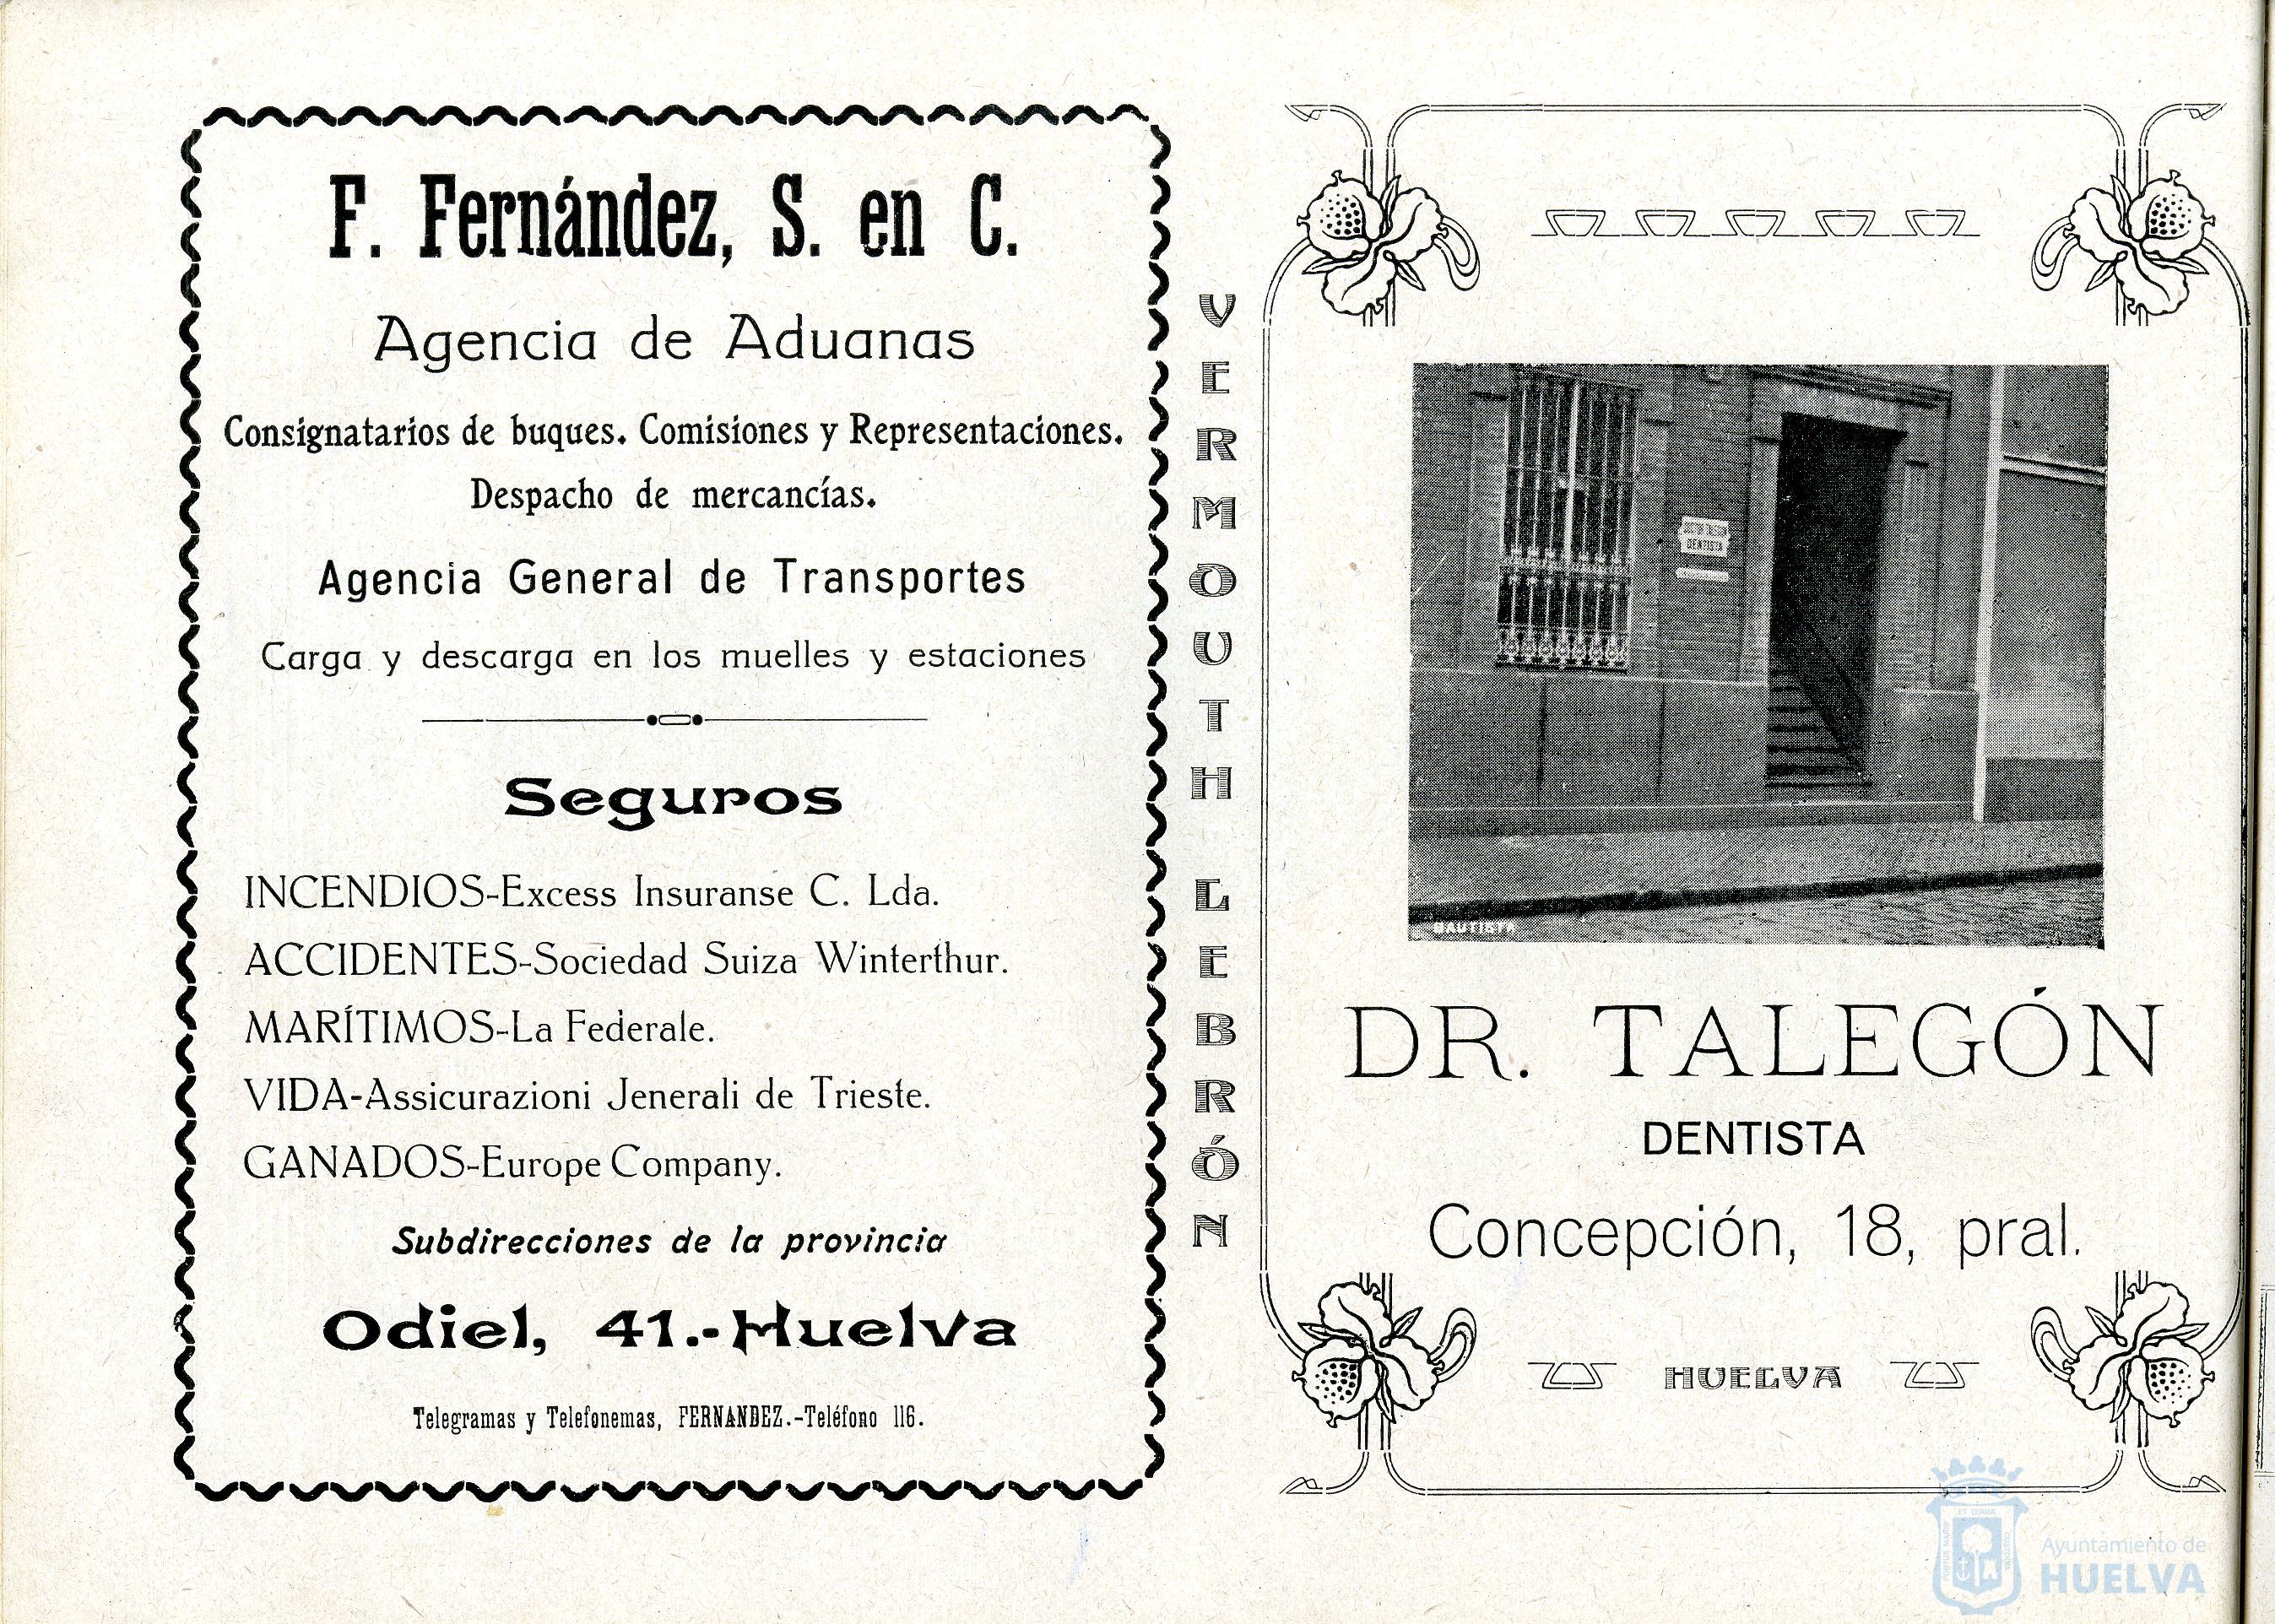 F. Fernández, S. en C.
Agencia de Aduanas
Consignatarios de buques. Comisiones y Representaciones.
Despacho de mercancías.
Agencia General de Transportes
Carga y descarga en los muelles y estaciones
Seguros
INCENDIOS-Excess Insuranse C. Lda.
ACCIDENTES-Sociedad Suiza Winterthur.
MARÍTIMOS-La Federale.
VIDA-Assicurazioni Jenerali de Trieste.
GANADOS-Europe Company.
Subdirecciones de la provincia
Odiel, 41.-Huelva
Telegramas y Telefonemas, FERNANDEZ.-Teléfono 116.
VERMOUTH LEBRÓN
DOCTOR TALEGON
DENTISTA
BAUTISTA
DR. TALEGÓN
DENTISTA
Concepción, 18, pral.
HUELVA
Ayuntamiento de
HUELVA